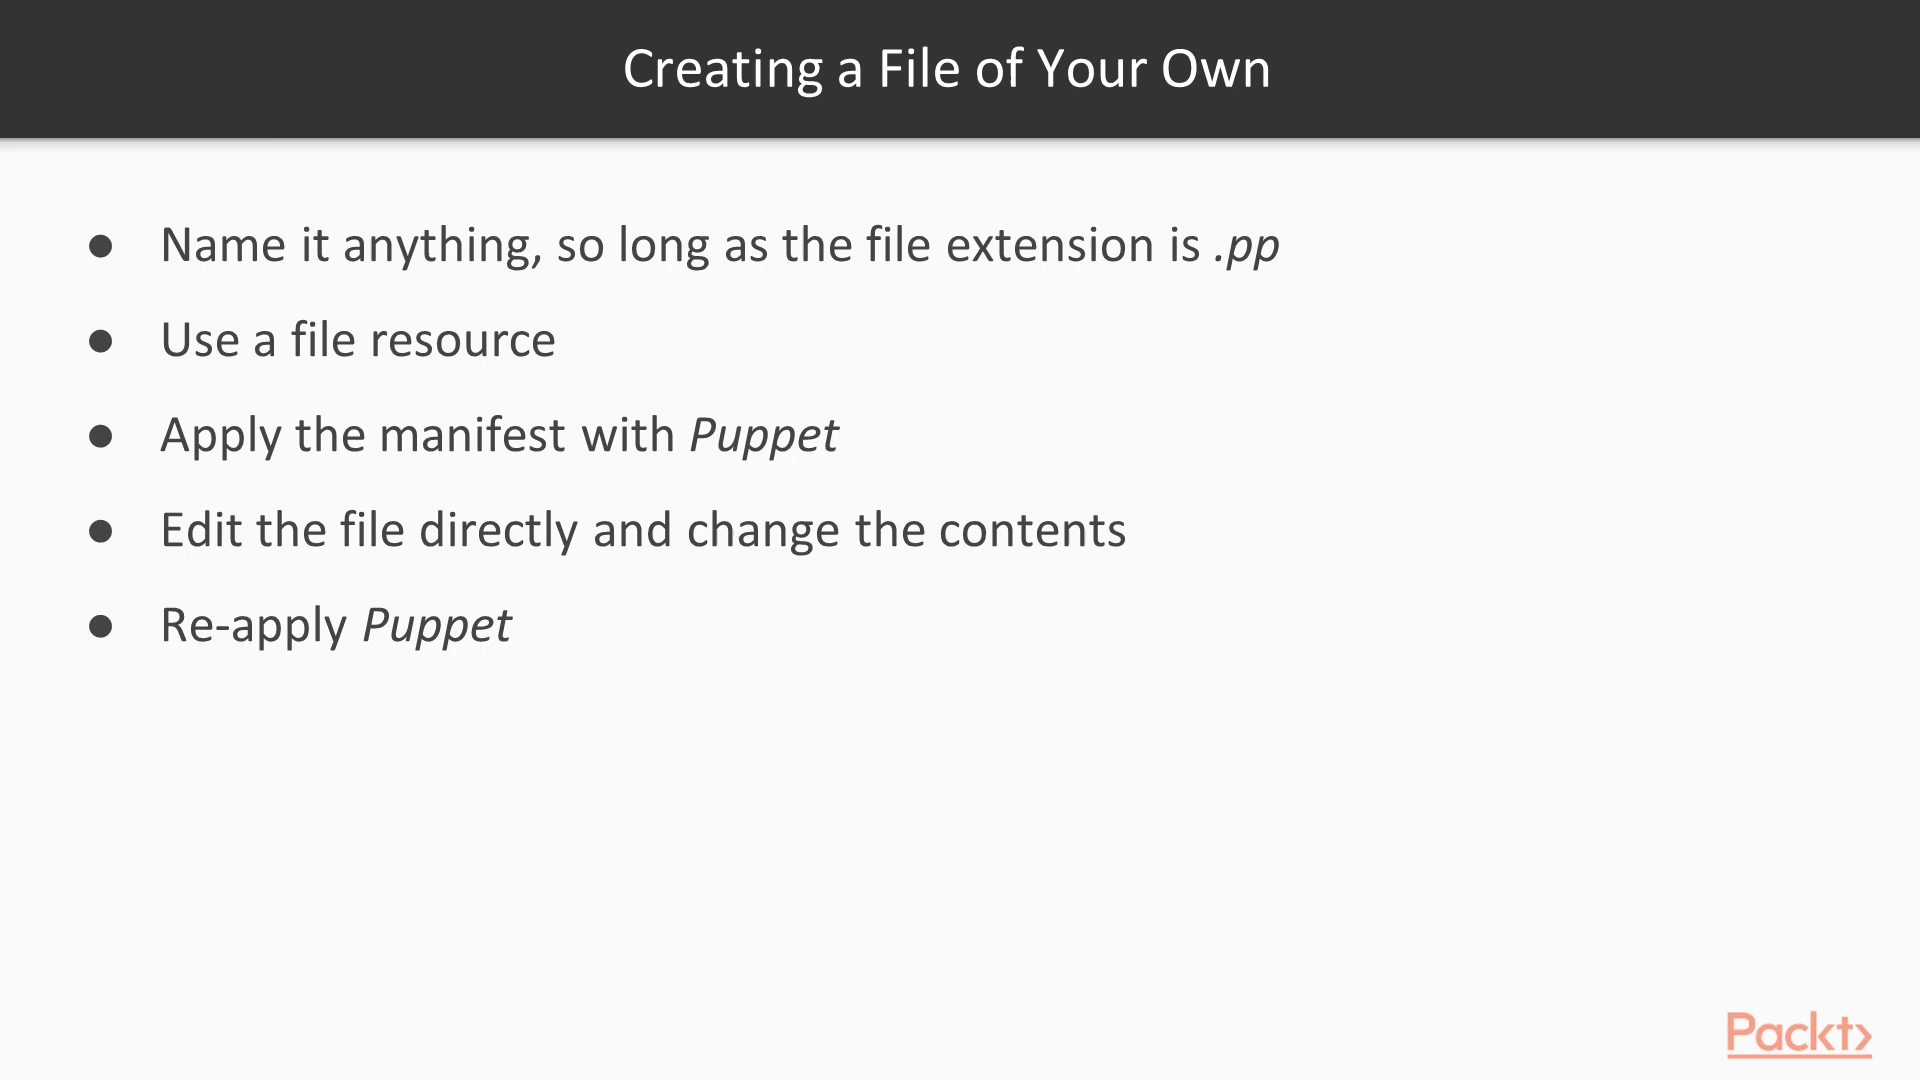 Creating a File of Your Own
● Name it anything, so long as the file extension is .pp
● Use a file resource
● Apply the manifest with Puppet
● Edit the file directly and change the contents
● Re-apply Puppet
Packt>